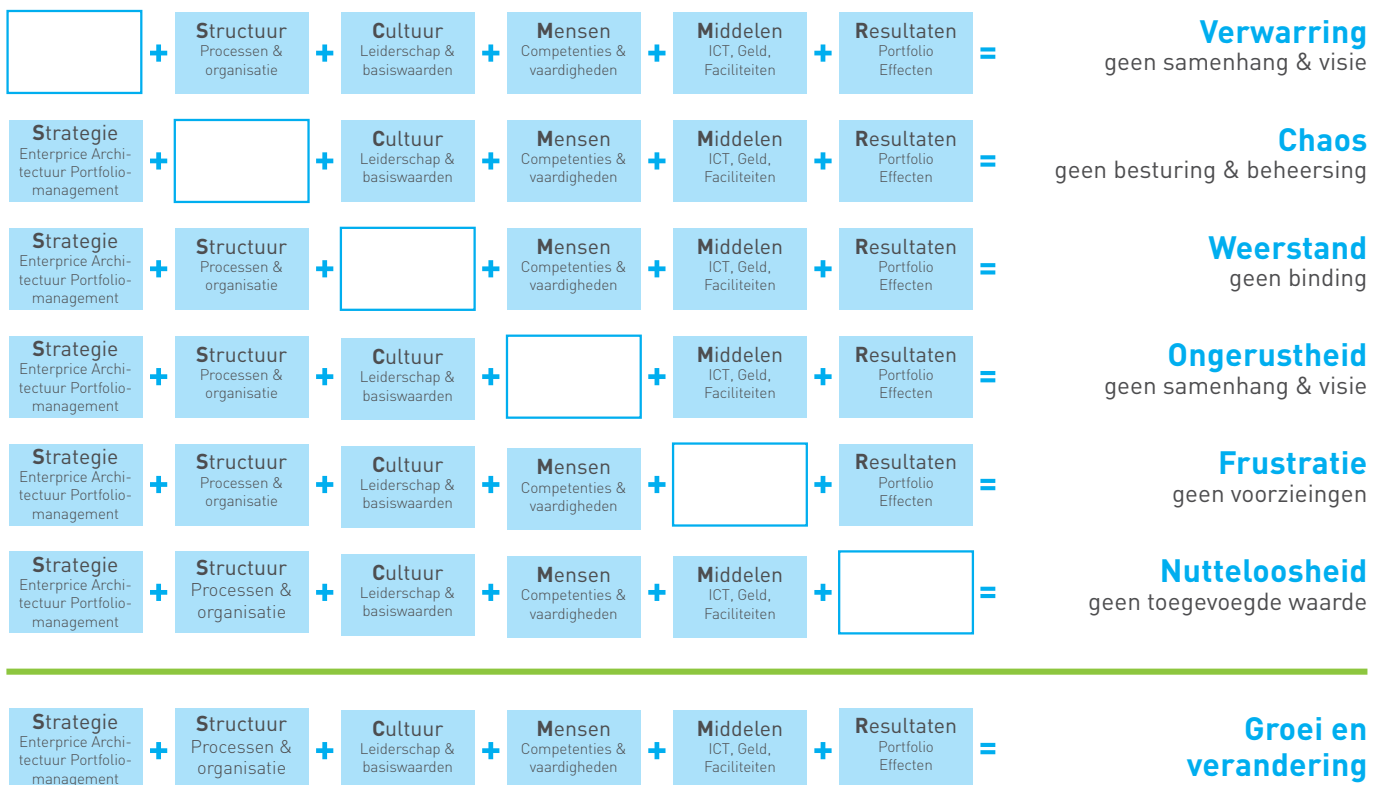 Structuur
Processen &
organisatie
+
Cultuur
Leiderschap &
basiswaarden
+
Mensen
Competenties &
vaardigheden
+
Middelen
ICT, Geld,
Faciliteiten
+
Resultaten
Portfolio
Effecten
=
Verwarring
geen samenhang & visie
Strategie
Enterprice Archi-
tectuur Portfolio-
management
+
+
Cultuur
Leiderschap &
basiswaarden
+
Mensen
Competenties &
vaardigheden
+
Middelen
ICT, Geld,
Faciliteiten
+
Resultaten
Portfolio
Effecten
=
Chaos
geen besturing & beheersing
Strategie
Enterprice Archi-
tectuur Portfolio-
management
+
Structuur
Processen &
organisatie
+
+
Mensen
Competenties &
vaardigheden
+
Middelen
ICT, Geld,
Faciliteiten
+
Resultaten
Portfolio
Effecten
=
Weerstand
geen binding
Strategie
Enterprice Archi-
tectuur Portfolio-
management
+
Structuur
Processen &
organisatie
+
Cultuur
Leiderschap &
basiswaarden
+
+
Middelen
ICT, Geld,
Faciliteiten
+
Resultaten
Portfolio
Effecten
=
Ongerustheid
geen samenhang & visie
Strategie
Enterprice Archi-
tectuur Portfolio-
management
+
Structuur
Processen &
organisatie
+
Cultuur
Leiderschap &
basiswaarden
+
Mensen
Competenties &
vaardigheden
+
+
Resultaten
Portfolio
Effecten
=
Frustratie
geen voorzieingen
Strategie
Enterprice Archi-
tectuur Portfolio-
management
+
Structuur
Processen &
organisatie
+
Cultuur
Leiderschap &
basiswaarden
+
Mensen
Competenties &
vaardigheden
+
Middelen
ICT, Geld,
Faciliteiten
+
=
Nutteloosheid
geen toegevoegde waarde
Strategie
Enterprice Archi-
tectuur Portfolio-
management
+
Structuur
Processen &
organisatie
+
Cultuur
Leiderschap &
basiswaarden
+
Mensen
Competenties &
vaardigheden
+
Middelen
ICT, Geld,
Faciliteiten
+
Resultaten
Portfolio
Effecten
=
Groei en
verandering